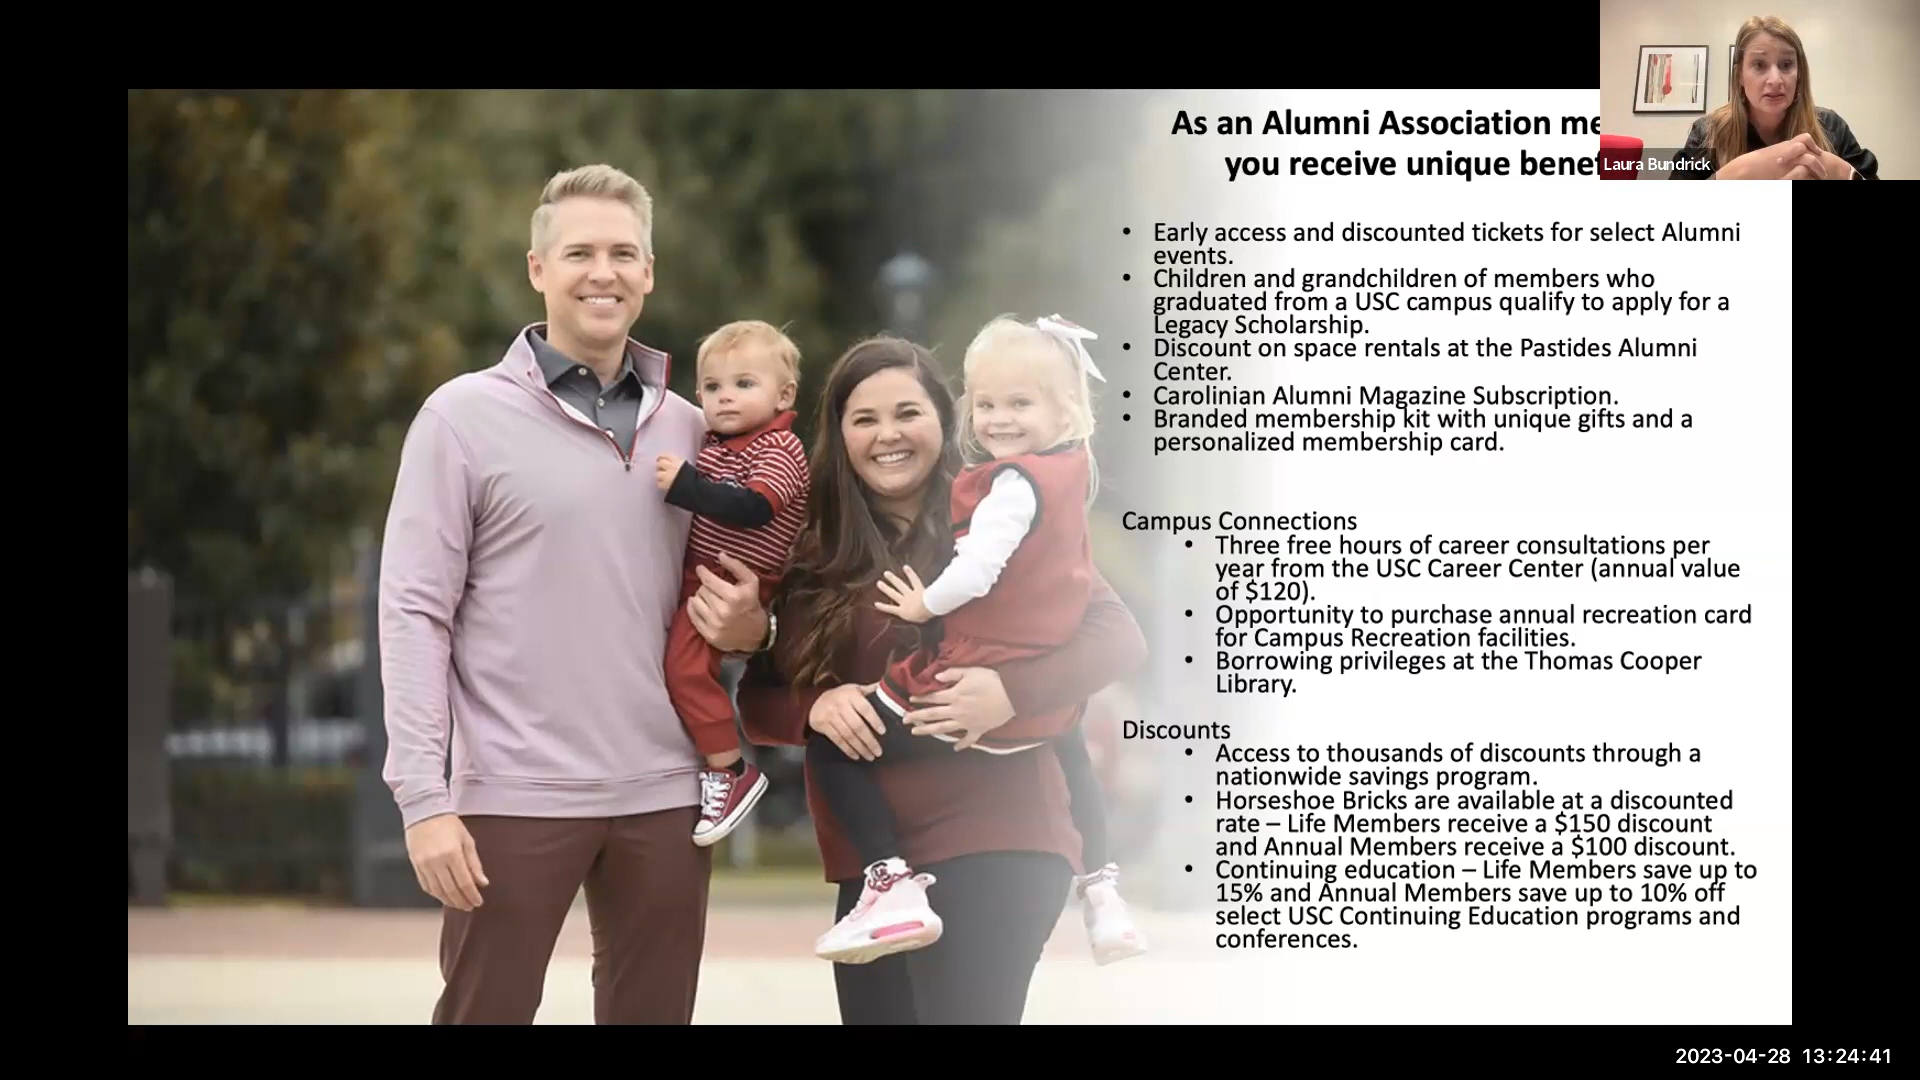 As an Alumni Association me
you receive unique bene
Laura Bundrick
• Early access and discounted tickets for select Alumni
events.
• Children and grandchildren of members who
graduated from a USC campus qualify to apply for a
Legacy Scholarship.
• Discount on space rentals at the Pastides Alumni
Center.
• Carolinian Alumni Magazine Subscription.
• Branded membership kit with unique gifts and a
personalized membership card.
Campus Connections
• Three free hours of career consultations per
year from the USC Career Center (annual value
of $120).
• Opportunity to purchase annual recreation card
for Campus Recreation facilities.
• Borrowing privileges at the Thomas Cooper
Library.
Discounts
• Access to thousands of discounts through a
nationwide savings program.
• Horseshoe Bricks are available at a discounted
rate – Life Members receive a $150 discount
and Annual Members receive a $100 discount.
• Continuing education – Life Members save up to
15% and Annual Members save up to 10% off
select USC Continuing Education programs and
conferences.
2023-04-28 13:24:41